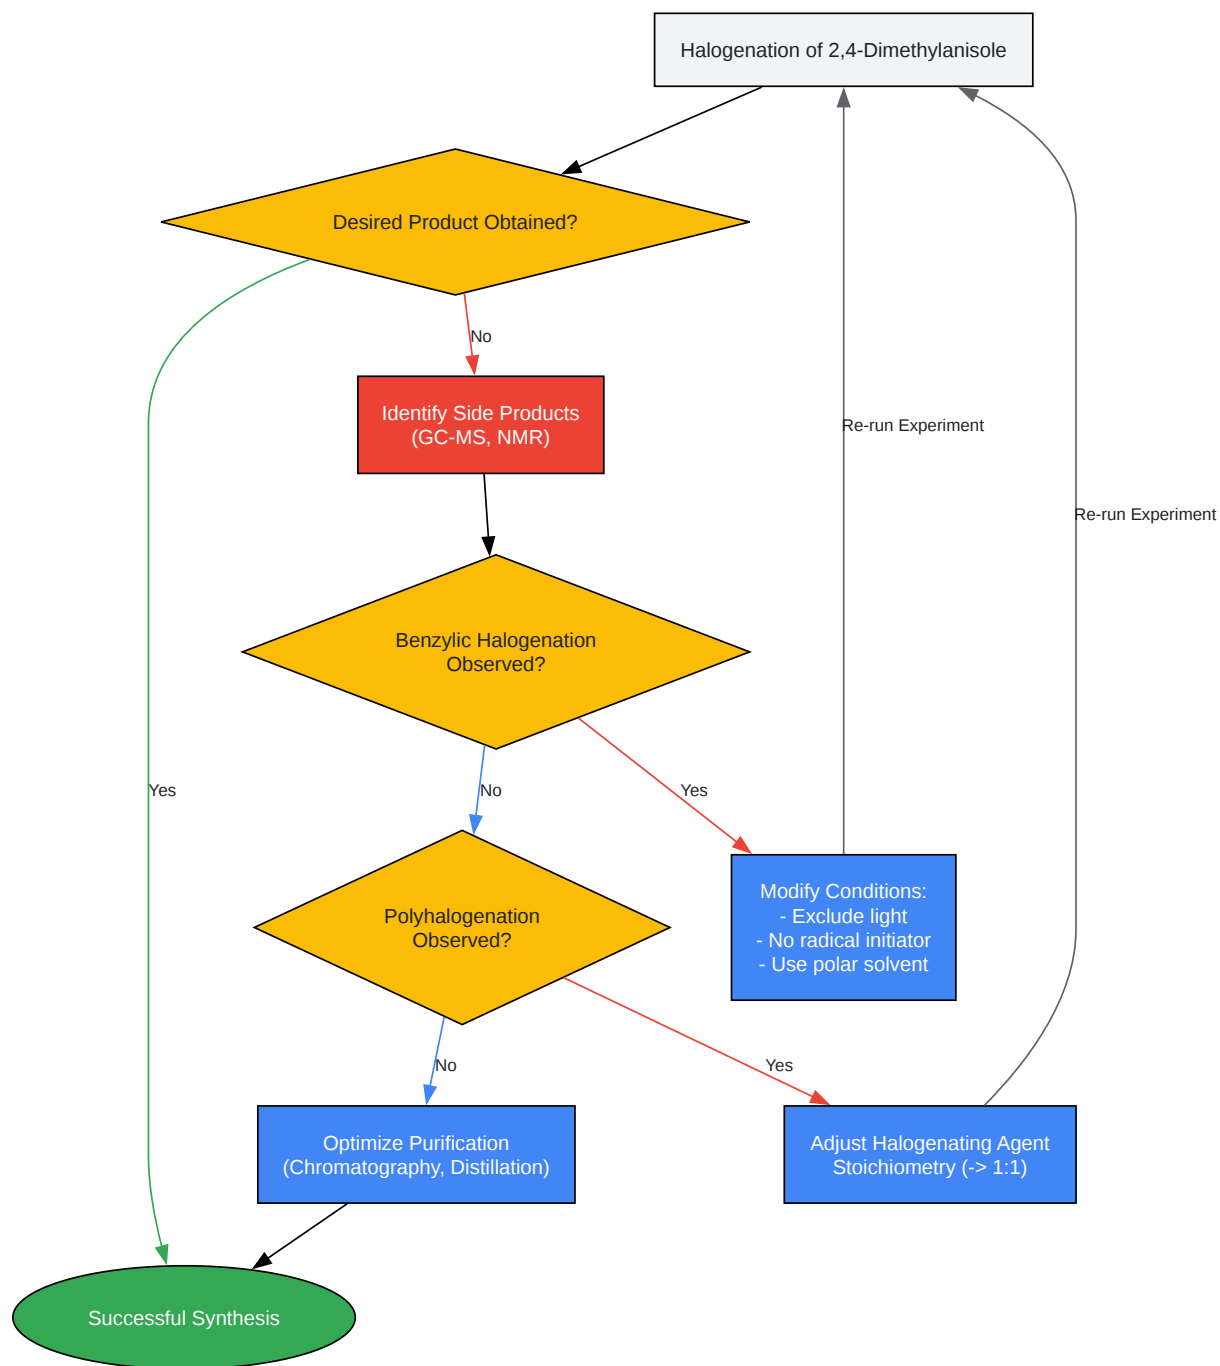 Halogenation of 2,4-Dimethylanisole
Desired Product Obtained?
No
Identify Side Products
(GC-MS, NMR)
Re-run Experiment
Re-run Experiment
Benzylic Halogenation
Observed?
Yes
No
Yes
Polyhalogenation
Observed?
Modify Conditions:
- Exclude light
- No radical initiator
- Use polar solvent
No
Yes
Optimize Purification
(Chromatography, Distillation)
Adjust Halogenating Agent
Stoichiometry (-> 1:1)
Successful Synthesis